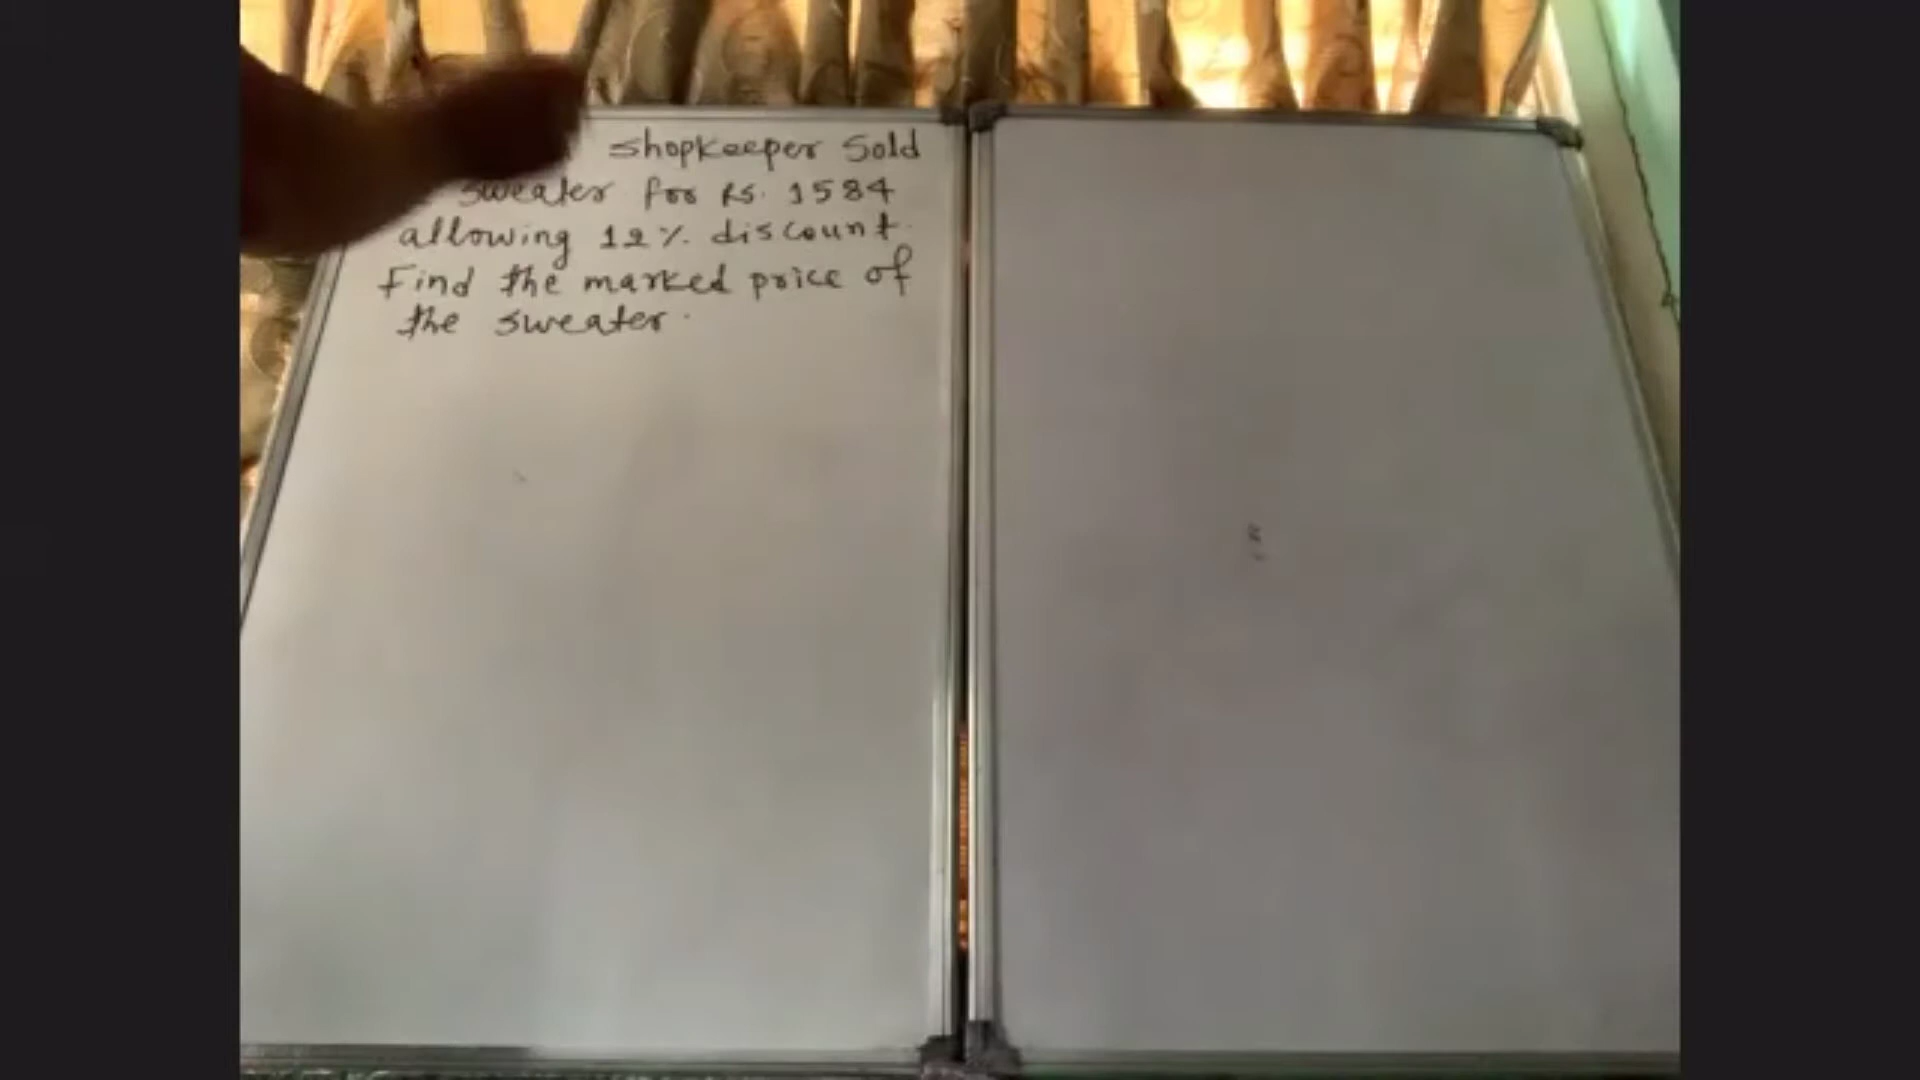 shopkeeper Sold
sweater for Rs. 1584
allowing 12% discount.
Find the marked price of
the sweater.